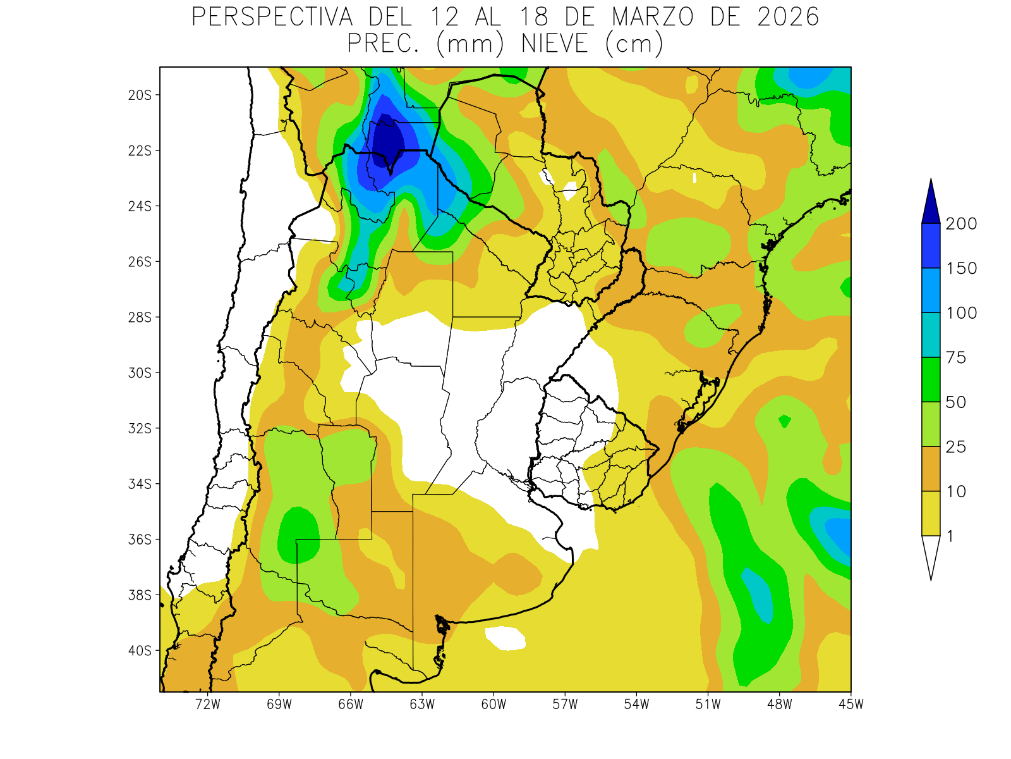 PERSPECTIVA DEL 12 AL 18 DE MARZO DE 2026
PREC. (mm) NIEVE (cm)
20S
22S
24S
26S
28S
30S
32S
34S
36S
38S
40S
72W 69W 66W 63W 60W 57W 54W 51W 48W 45W
200
150
100
75
50
25
10
1